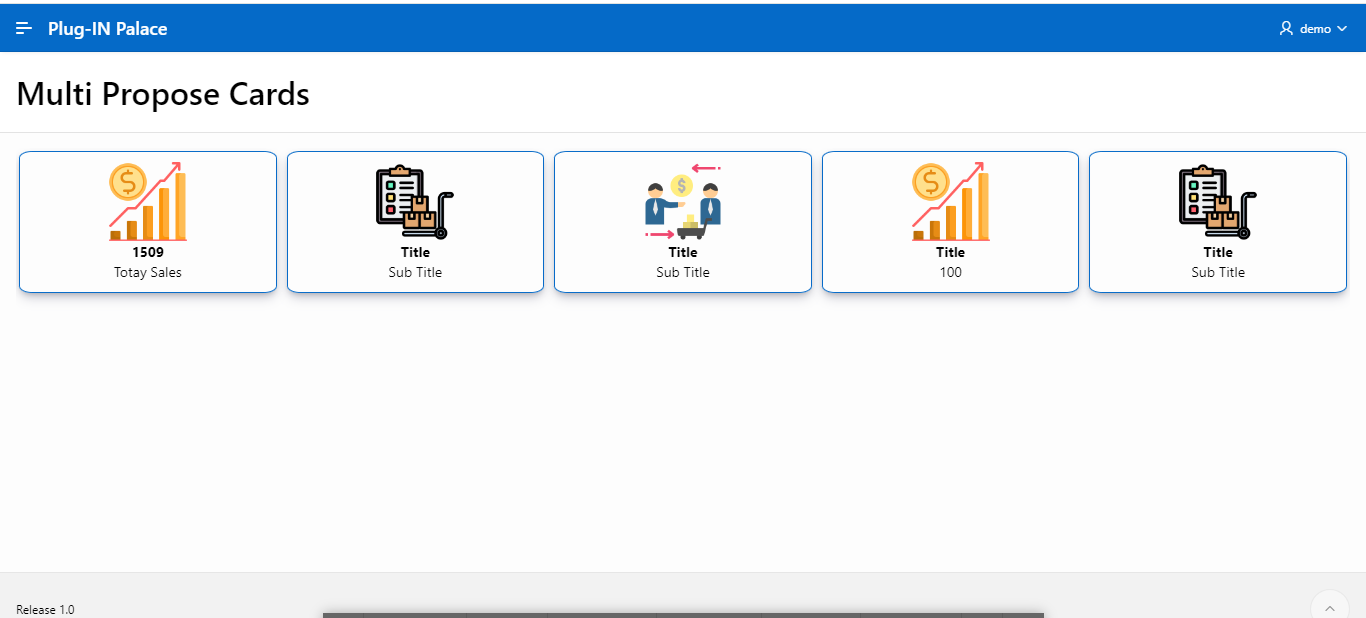 Plug-IN Palace
demo
Multi Propose Cards
1509
Totay Sales
Title
Sub Title
Title
Sub Title
Title
100
Title
Sub Title
Release 1.0